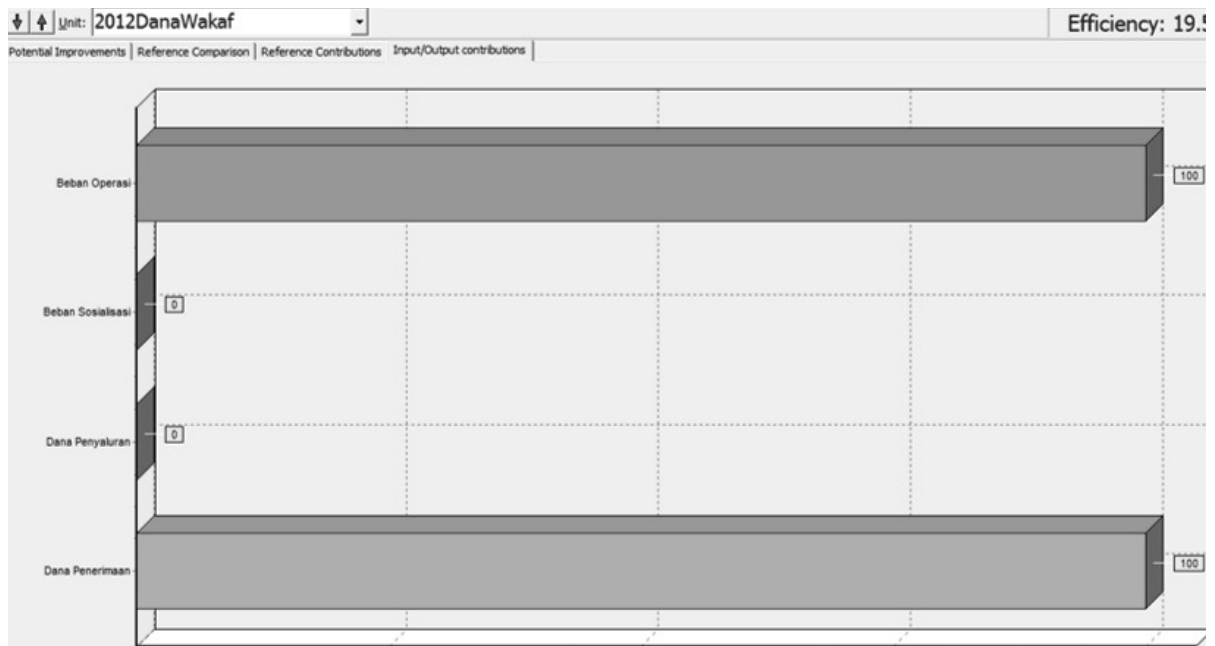 Unit: 2012DanaWakaf Efficiency: 19.5
Potential Improvements Reference Comparison Reference Contributions Input/Output contributions
Beban Operasi 100
Beban Sosialisasi 0
Dana Penyaluran 0
Dana Penerimaan 100